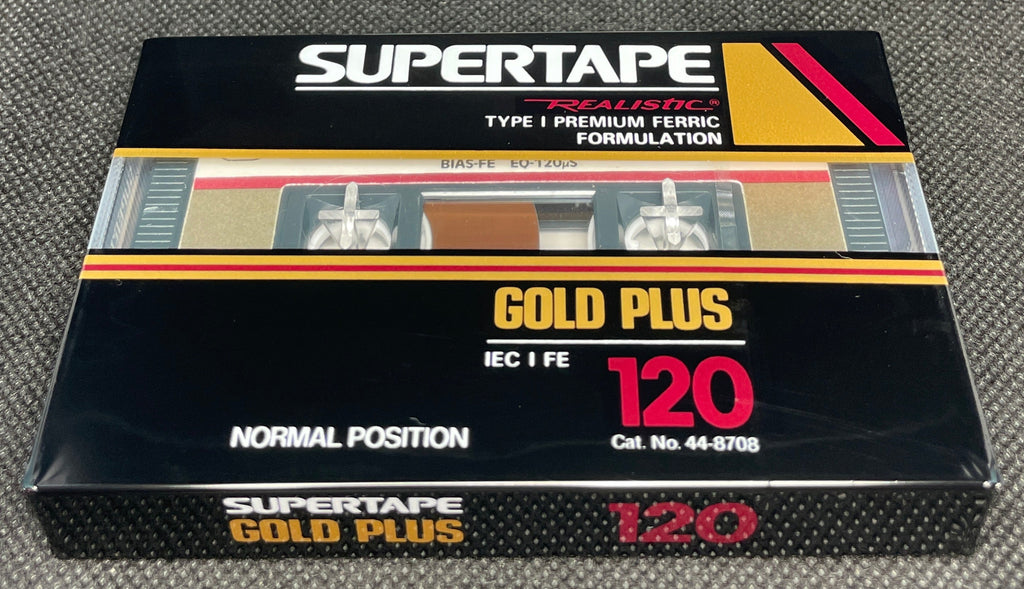 SUPERTAPE
REALISTIC®
TYPE I PREMIUM FERRIC
FORMULATION
BIAS-FE EQ-120µS
GOLD PLUS
IEC I FE
120
NORMAL POSITION
Cat. No. 44-8708
SUPERTAPE
GOLD PLUS
120